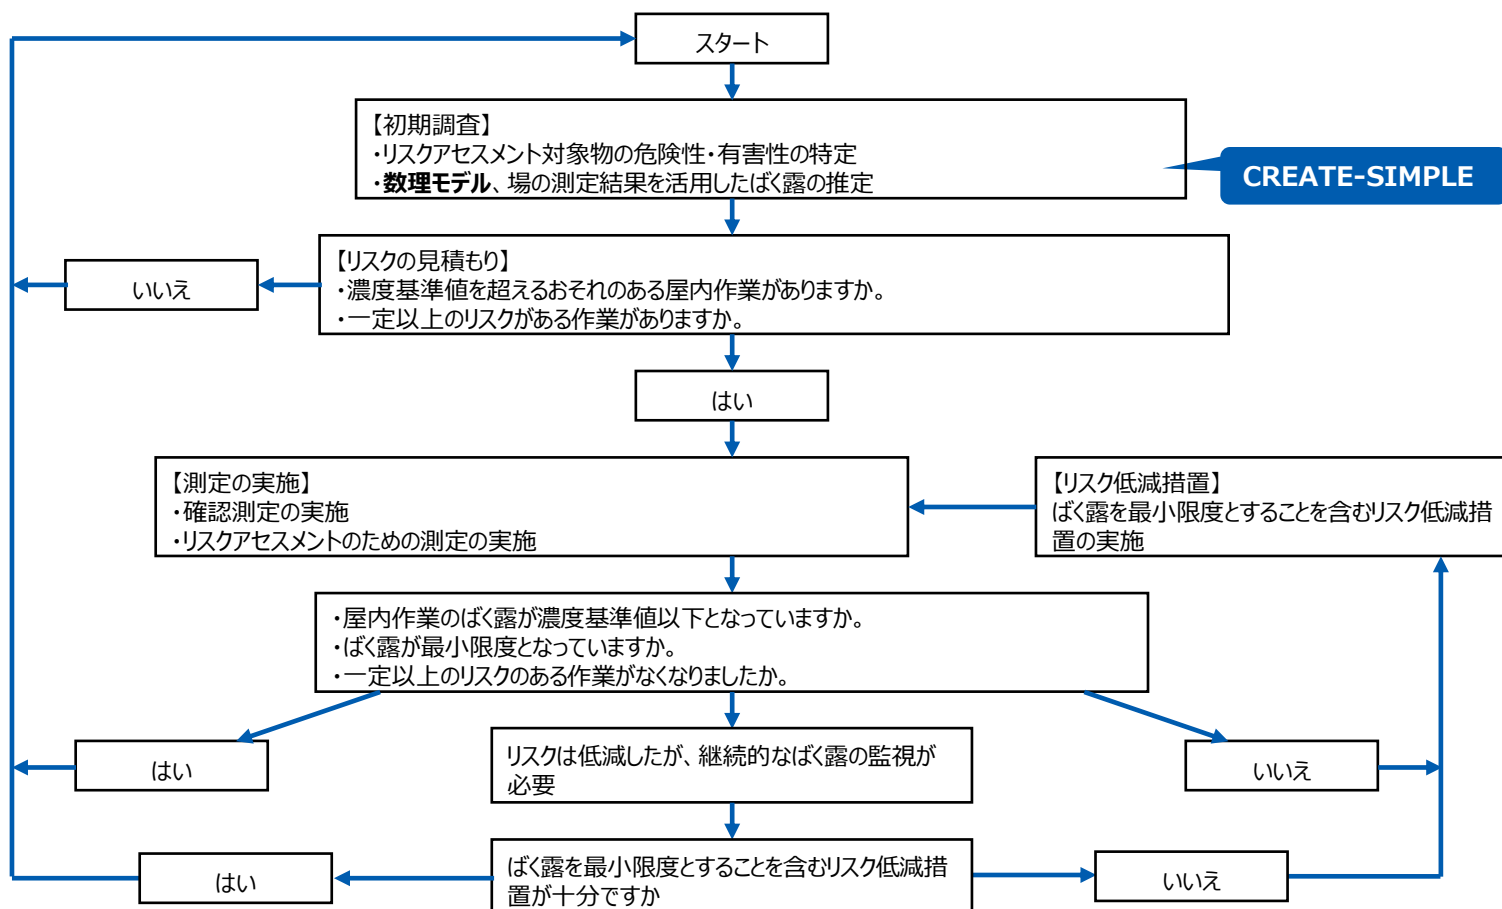 スタート
【初期調査】
・リスクアセスメント対象物の危険性・有害性の特定
・数理モデル、場の測定結果を活用したばく露の推定
CREATE-SIMPLE
【リスクの見積もり】
・濃度基準値を超えるおそれのある屋内作業がありますか。
・一定以上のリスクがある作業がありますか。
いいえ
はい
【測定の実施】
・確認測定の実施
・リスクアセスメントのための測定の実施
【リスク低減措置】
ばく露を最小限度とすることを含むリスク低減措
置の実施
・屋内作業のばく露が濃度基準値以下となっていますか。
・ばく露が最小限度となっていますか。
・一定以上のリスクのある作業がなくなりましたか。
はい
リスクは低減したが、継続的なばく露の監視が
必要
いいえ
はい
ばく露を最小限度とすることを含むリスク低減措
置が十分ですか
いいえ